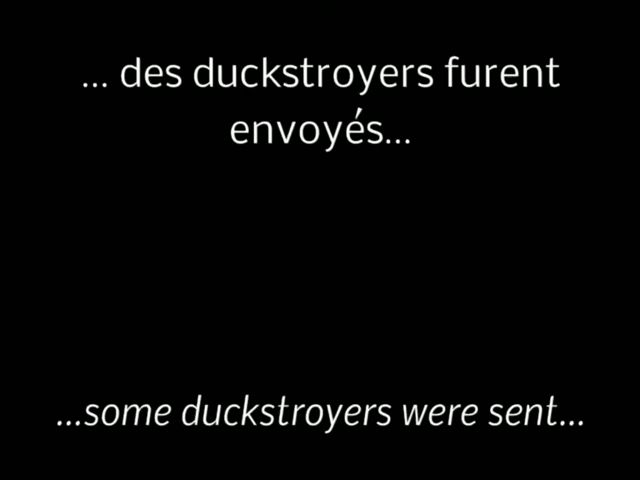 ... des duckstroyers furent
envoyés...
...some duckstroyers were sent...